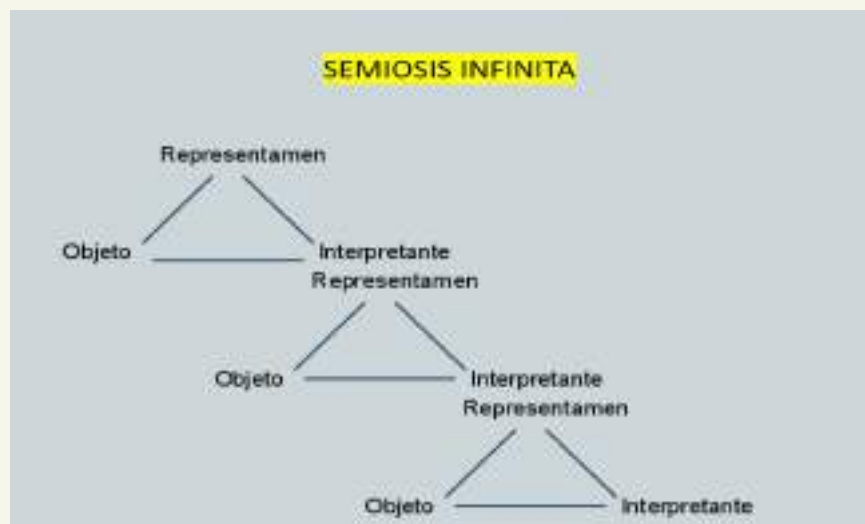 SEMIOSIS INFINITA
Representamen
Objeto Interpretante
Representamen
Objeto Interpretante
Representamen
Objeto Interpretante